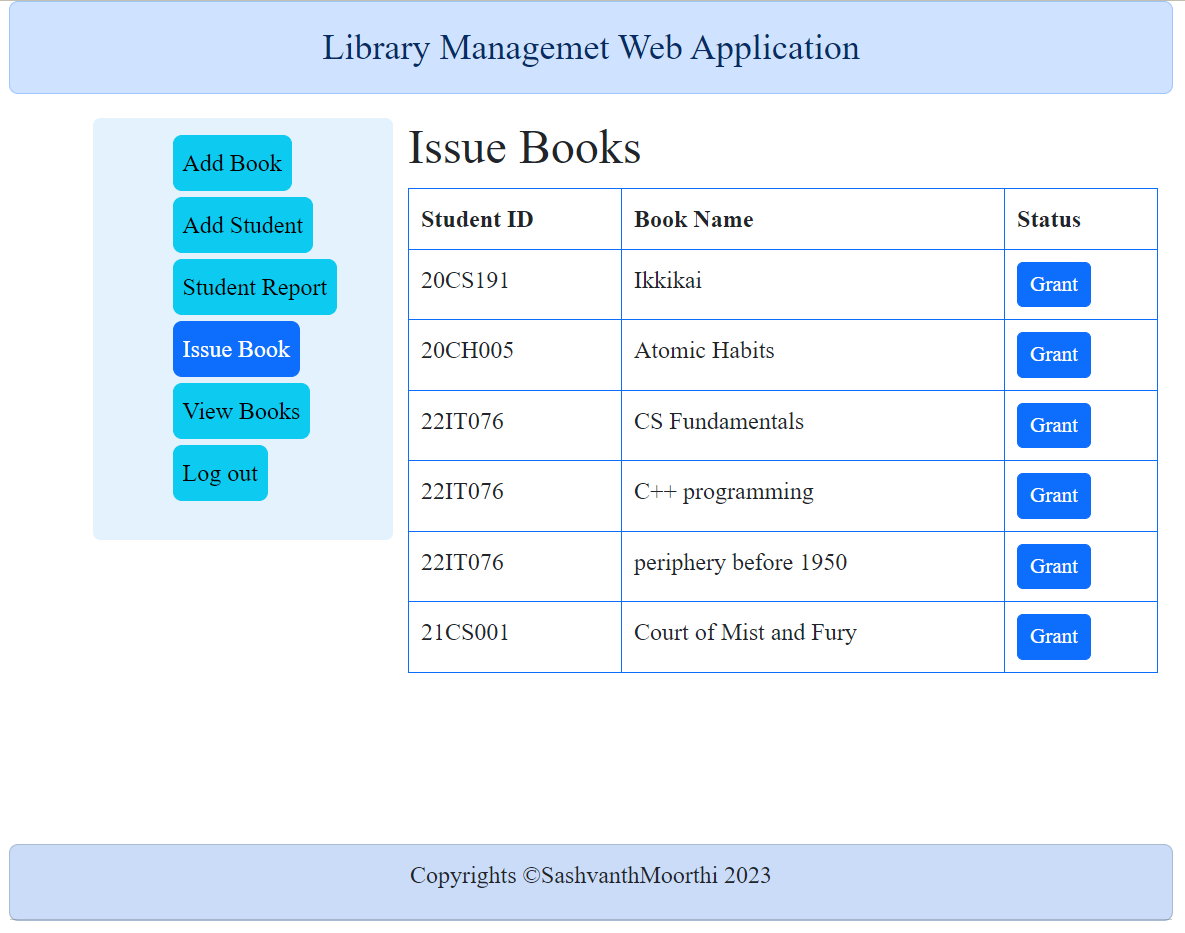 Library Managemet Web Application
Add Book
Add Student
Student Report
Issue Book
View Books
Log out
Issue Books
Student ID Book Name Status
20CS191 Ikkikai Grant
20CH005 Atomic Habits Grant
22IT076 CS Fundamentals Grant
22IT076 C++ programming Grant
22IT076 periphery before 1950 Grant
21CS001 Court of Mist and Fury Grant
Copyrights ©SashvanthMoorthi 2023